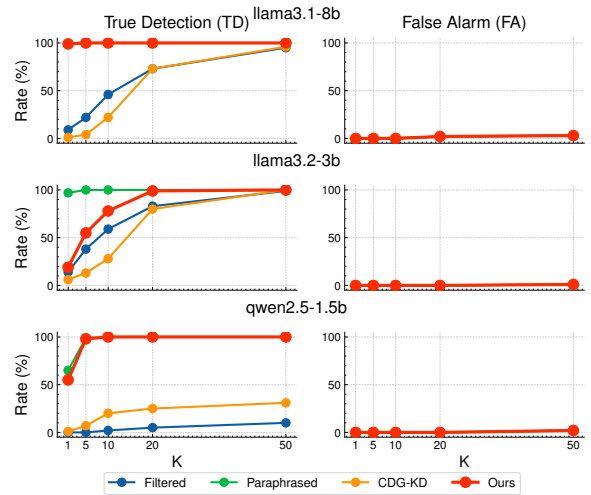 llama3.1-8b
True Detection (TD)
False Alarm (FA)
Rate (%)
100
50
0
100
50
0
llama3.2-3b
Rate (%)
100
50
0
100
50
0
qwen2.5-1.5b
Rate (%)
100
50
0
1 5 10 20 50
K
100
50
0
1 5 10 20 50
K
Filtered Paraphrased CDG-KD Ours